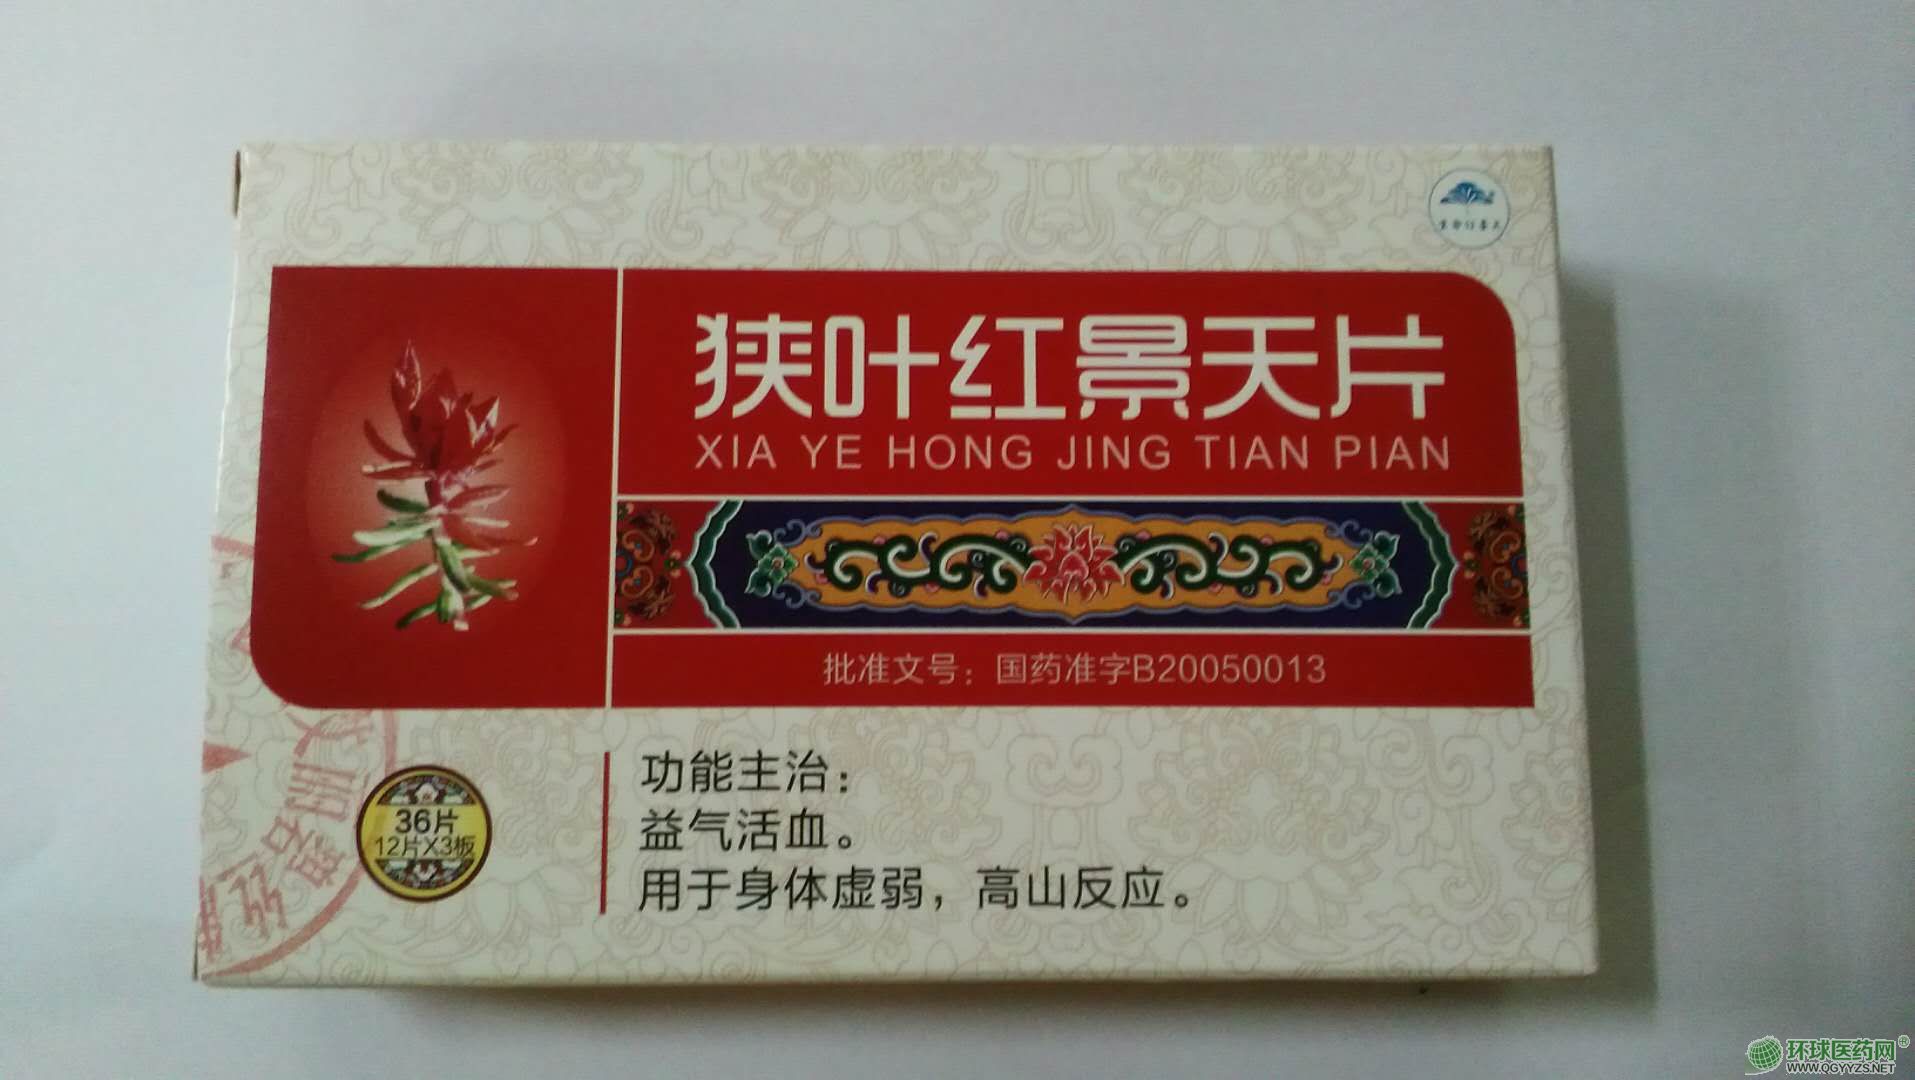 狭叶红景天片
XIA YE HONG JING TIAN PIAN
批准文号：国药准字B20050013
36片
12片X3板
功能主治：
益气活血。
用于身体虚弱，高山反应。
环球医药网®
WWW.QGYYZS.NET